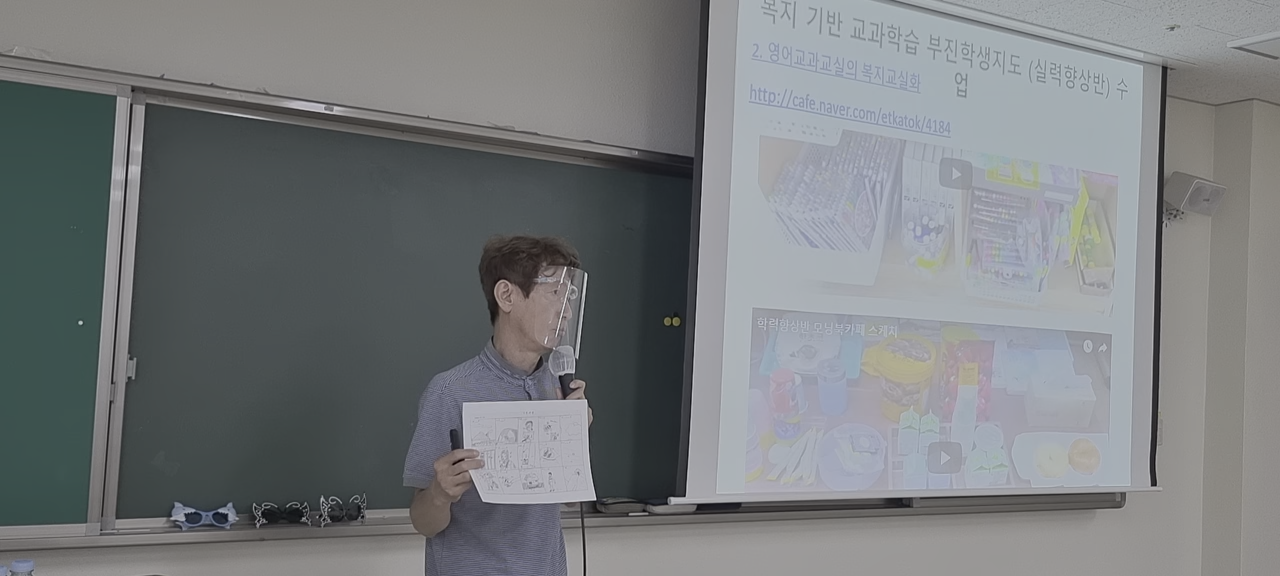 복지 기반 교과학습 부진학생지도 (실력향상반) 수
업
2. 영어교과교실의 복지교실화
http://cafe.naver.com/etkatok/4184
학력향상반 모닝북카페 스케치